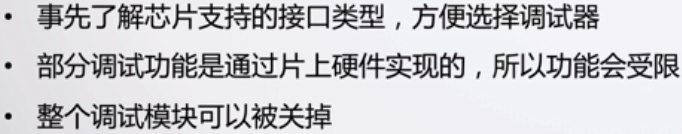 • 事先了解芯片支持的接口类型，方便选择调试器
• 部分调试功能是通过片上硬件实现的，所以功能会受限
• 整个调试模块可以被关掉